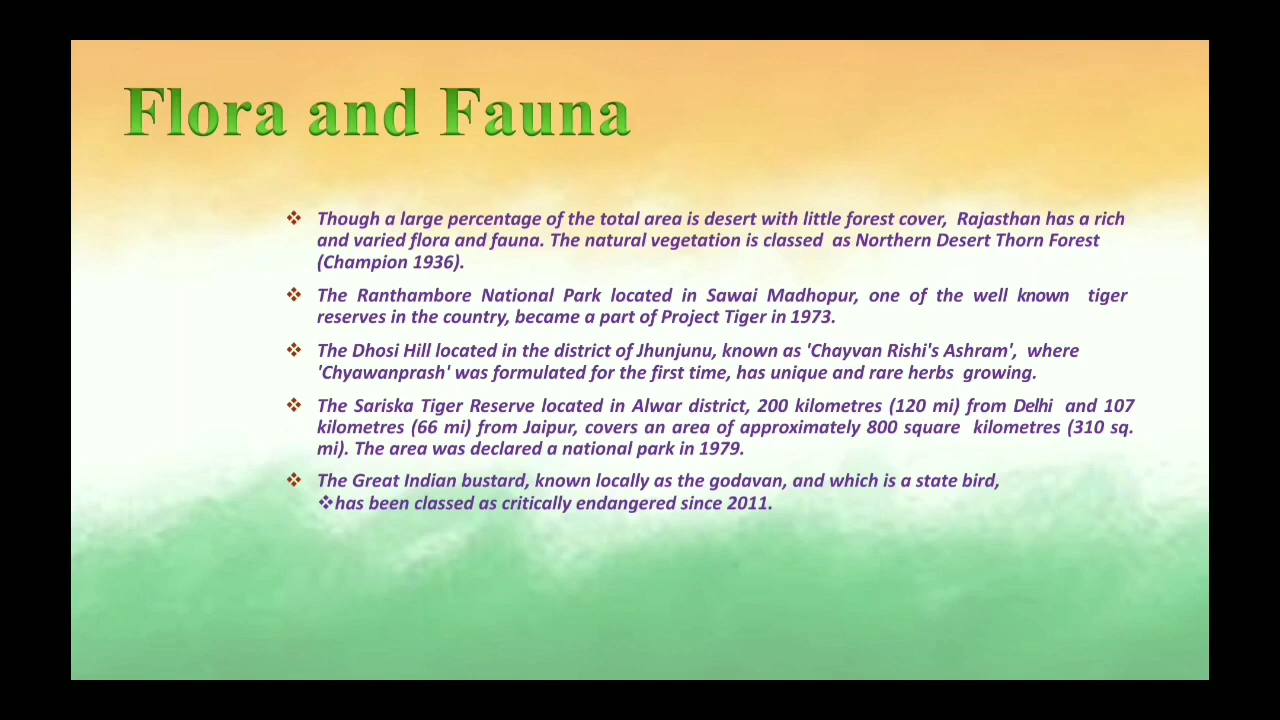 Flora and Fauna
❖ Though a large percentage of the total area is desert with little forest cover, Rajasthan has a rich
and varied flora and fauna. The natural vegetation is classed as Northern Desert Thorn Forest
(Champion 1936).
❖ The Ranthambore National Park located in Sawai Madhopur, one of the well known tiger
reserves in the country, became a part of Project Tiger in 1973.
❖ The Dhosi Hill located in the district of Jhunjunu, known as 'Chayvan Rishi's Ashram', where
'Chyawanprash' was formulated for the first time, has unique and rare herbs growing.
❖ The Sariska Tiger Reserve located in Alwar district, 200 kilometres (120 mi) from Delhi and 107
kilometres (66 mi) from Jaipur, covers an area of approximately 800 square kilometres (310 sq.
mi). The area was declared a national park in 1979.
❖ The Great Indian bustard, known locally as the godavan, and which is a state bird,
❖has been classed as critically endangered since 2011.